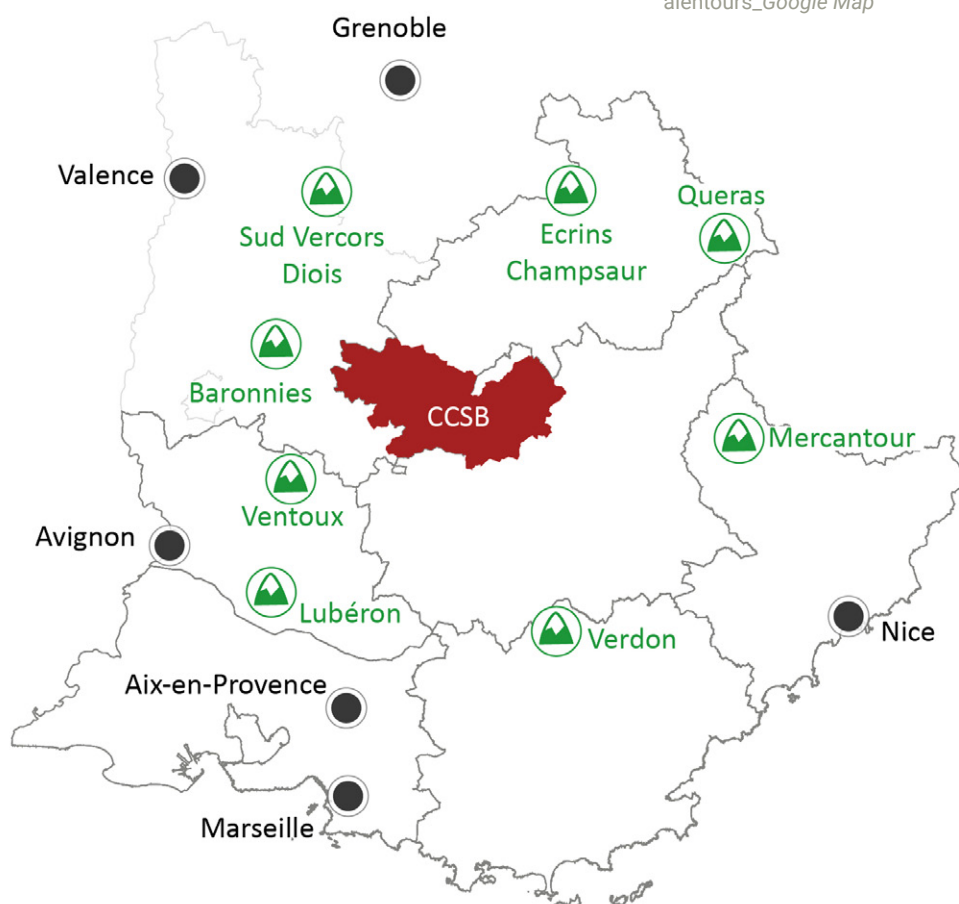 alentours_Google Map
Grenoble
Valence
Queras
Sud Vercors
Diois
Ecrins
Champsaur
Baronnies
CCSB
Mercantour
Ventoux
Avignon
Lubéron
Nice
Verdon
Aix-en-Provence
Marseille